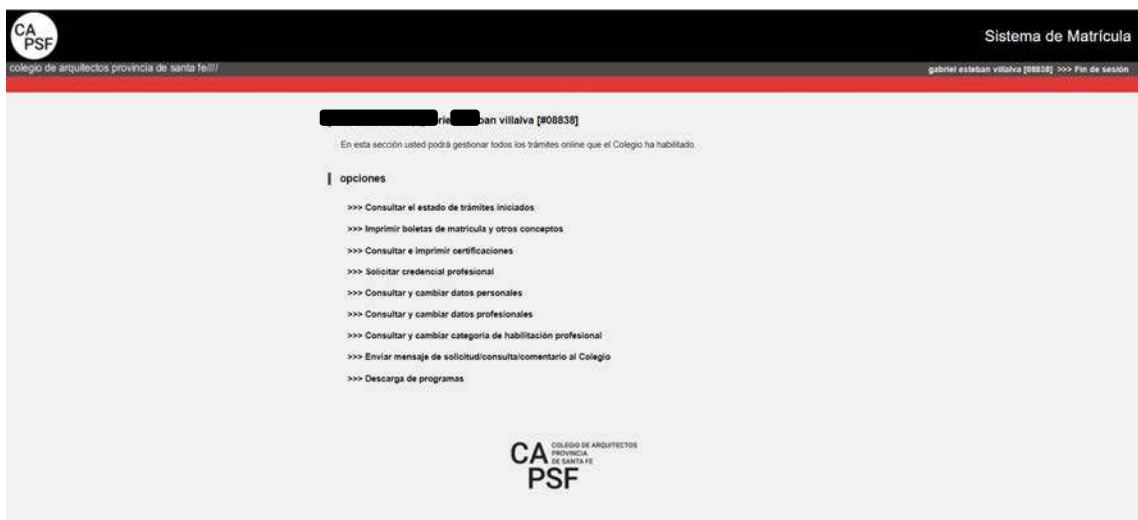 CA
PSF
Sistema de Matrícula
colegio de arquitectos provincia de santa fe////
gabriel esteban villalva [08838] >>> Fin de sesión
villalva [#08838]
En esta sección usted podrá gestionar todos los trámites online que el Colegio ha habilitado.
opciones
>>> Consultar el estado de trámites iniciados
>>> Imprimir boletas de matrícula y otros conceptos
>>> Consultar e imprimir certificaciones
>>> Solicitar credencial profesional
>>> Consultar y cambiar datos personales
>>> Consultar y cambiar datos profesionales
>>> Consultar y cambiar categoría de habilitación profesional
>>> Enviar mensaje de solicitud/consulta/comentario al Colegio
>>> Descarga de programas
CA
PSF
COLEGIO DE ARQUITECTOS
PROVINCIA
DE SANTA FE